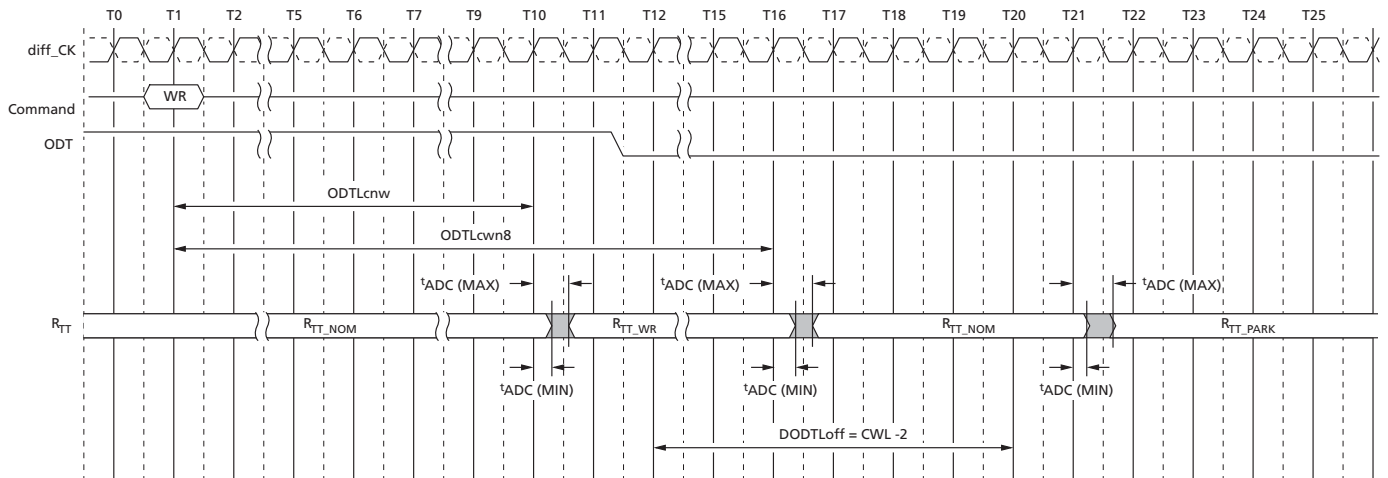 T0 T1 T2 T5 T6 T7 T9 T10 T11 T12 T15 T16 T17 T18 T19 T20 T21 T22 T23 T24 T25
diff_CK
Command WR
ODT
ODTLcnw
ODTLcwn8
tADC (MAX) tADC (MAX) tADC (MAX)
RTT RTT_NOM RTT_WR RTT_NOM RTT_PARK
tADC (MIN) tADC (MIN) tADC (MIN)
DODTLoff = CWL -2